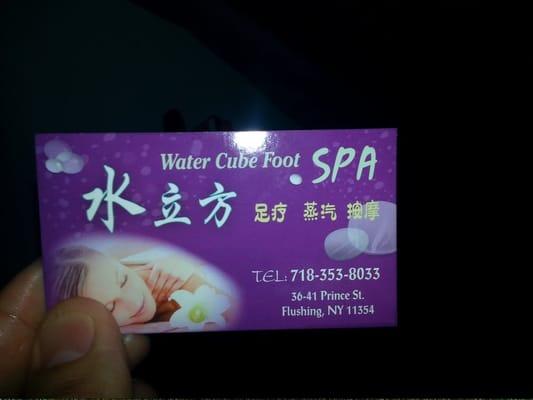 Water Cube Foot SPA
水立方
足疗 蒸汽 按摩
TEL: 718-353-8033
36-41 Prince St.
Flushing, NY 11354